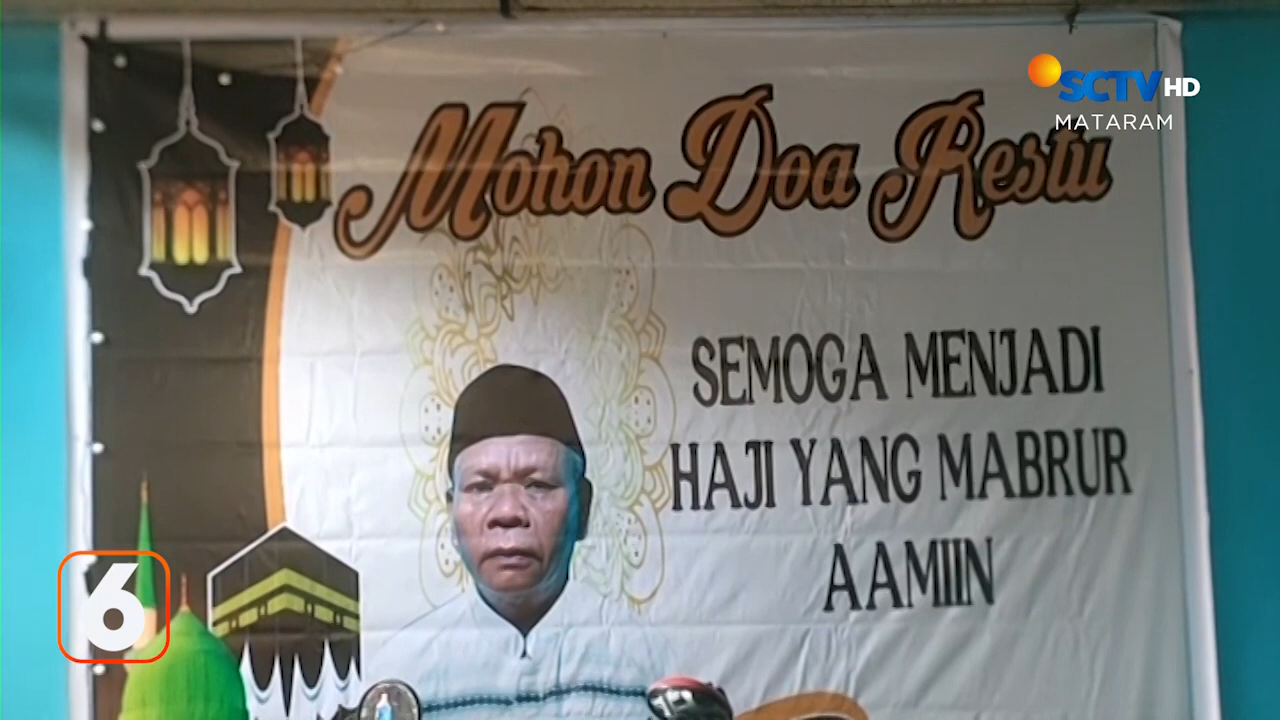 SCTV HD
MATARAM
Mohon Doa Restu
SEMOGA MENJADI
HAJI YANG MABRUR
AAMIIN
6